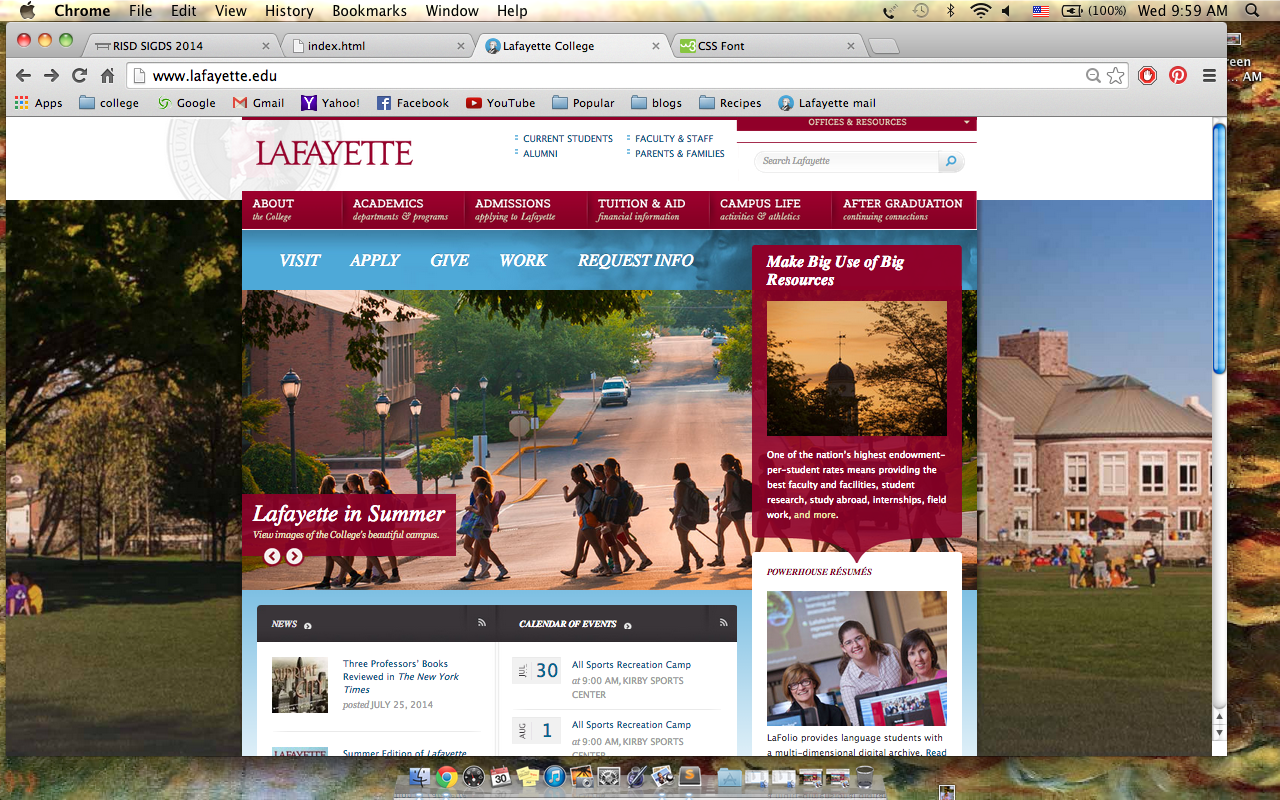 Chrome File Edit View History Bookmarks Window Help (100%) Wed 9:59 AM
RISD SIGDS 2014 index.html Lafayette College CSS Font
www.lafayette.edu
Apps college Google Gmail Yahoo! Facebook YouTube Popular blogs Recipes Lafayette mail
AM
OFFICES & RESOURCES
LAFAYETTE
CURRENT STUDENTS FACULTY & STAFF
ALUMNI PARENTS & FAMILIES
Search Lafayette
ABOUT ACADEMICS ADMISSIONS TUITION & AID CAMPUS LIFE AFTER GRADUATION
the College departments & programs applying to Lafayette financial information activities & athletics continuing connections
VISIT APPLY GIVE WORK REQUEST INFO
Make Big Use of Big
Resources
One of the nation's highest endowment-
per-student rates means providing the
best faculty and facilities, student
research, study abroad, internships, field
work, and more.
Lafayette in Summer
View images of the College's beautiful campus.
POWERHOUSE RÉSUMÉS
LaFolio provides language students with
a multi-dimensional digital archive. Read
NEWS
Three Professors' Books
Reviewed in The New York
Times
posted JULY 25, 2014
LAFAYETTE
Summer Edition of Lafayette
CALENDAR OF EVENTS
JUL 30
All Sports Recreation Camp
at 9:00 AM, KIRBY SPORTS
CENTER
AUG 1
All Sports Recreation Camp
at 9:00 AM, KIRBY SPORTS
30